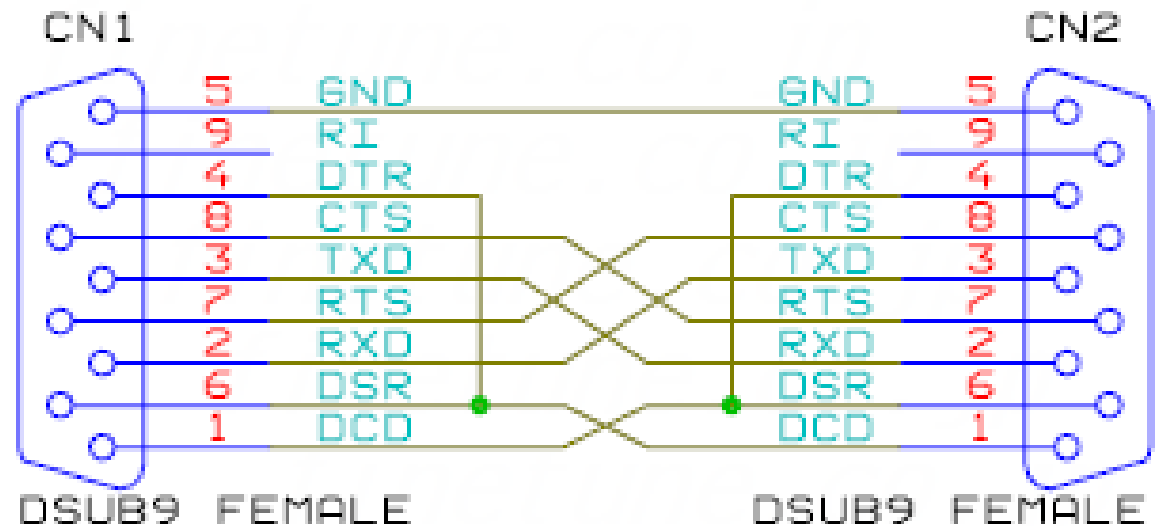 CN1 CN2
5 GND GND 5
9 RI RI 9
4 DTR DTR 4
8 CTS CTS 8
3 TXD TXD 3
7 RTS RTS 7
2 RXD RXD 2
6 DSR DSR 6
1 DCD DCD 1
DSUB9 FEMALE DSUB9 FEMALE